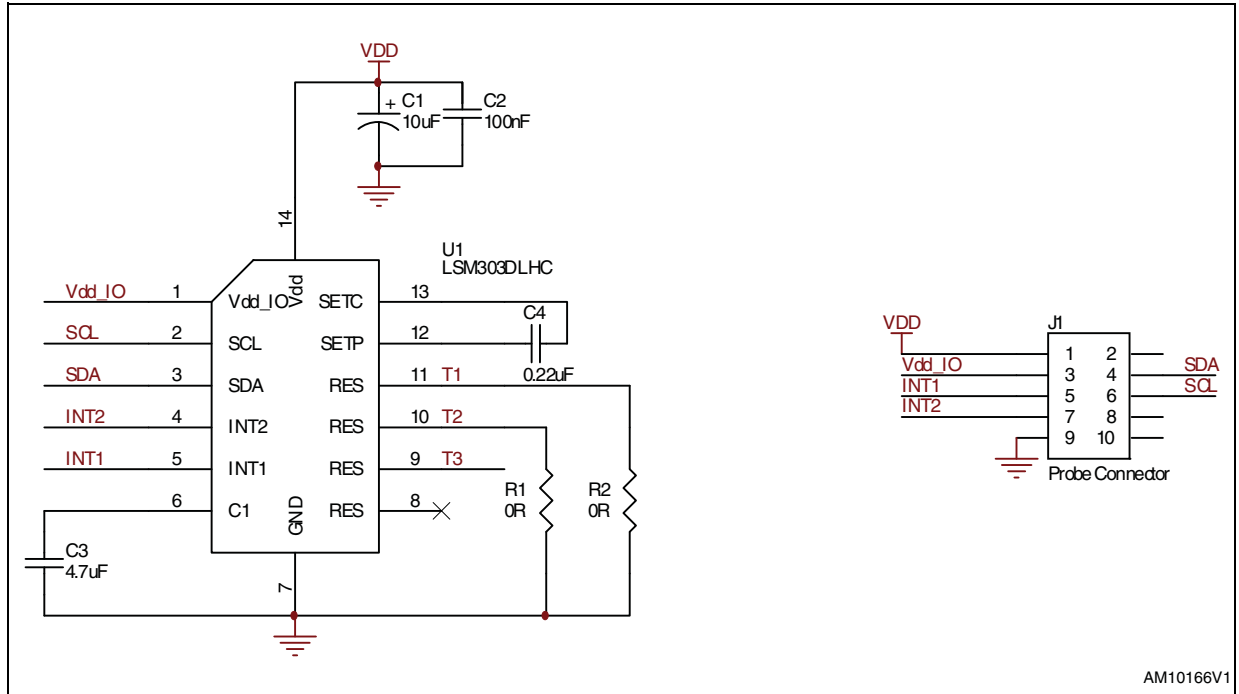 VDD
+ C1
10uF
C2
100nF
14
U1
LSM303DLHC
Vdd_IO 1 Vdd_IO Vdd SETC 13
C4
0.22uF
SCL 2 SCL SETP 12
SDA 3 SDA RES 11 T1
INT2 4 INT2 RES 10 T2
INT1 5 INT1 RES 9 T3
6 C1 GND RES 8
R1
0R
R2
0R
C3
4.7uF
7
VDD
J1
1 2
Vdd_IO 3 4 SDA
INT1 5 6 SCL
INT2 7 8
9 10
Probe Connector
AM10166V1